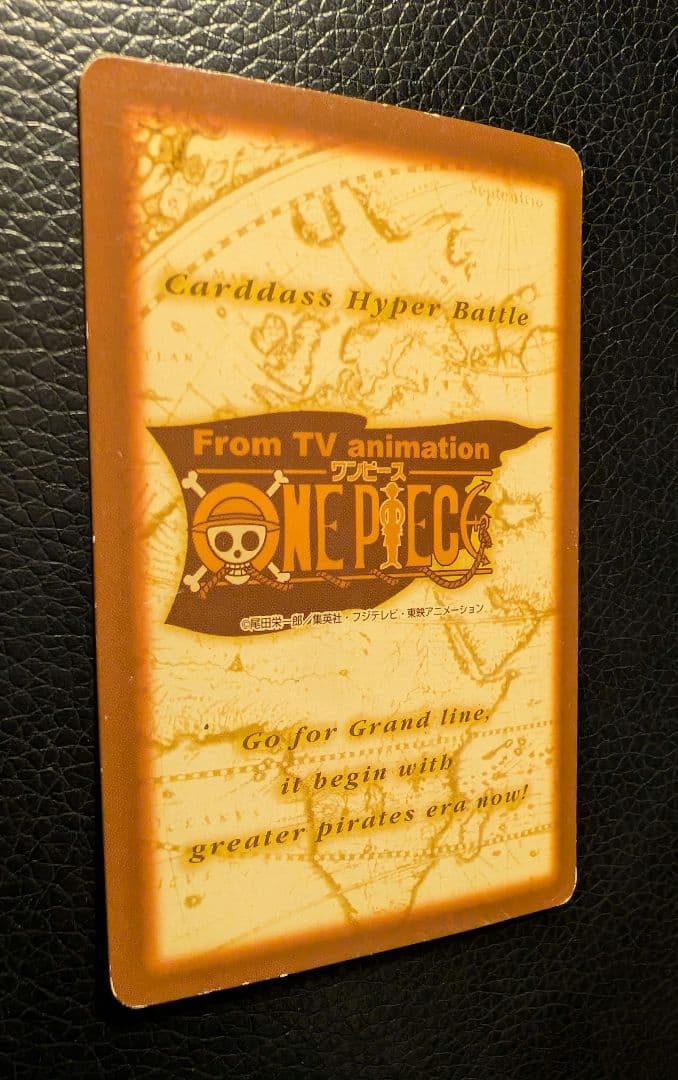 Septentrio
Carddass Hyper Battle
From TV animation
ワンピース
ONE PIECE
©尾田栄一郎/集英社・フジテレビ・東映アニメーション
Go for Grand line,
it begin with
greater pirates era now!